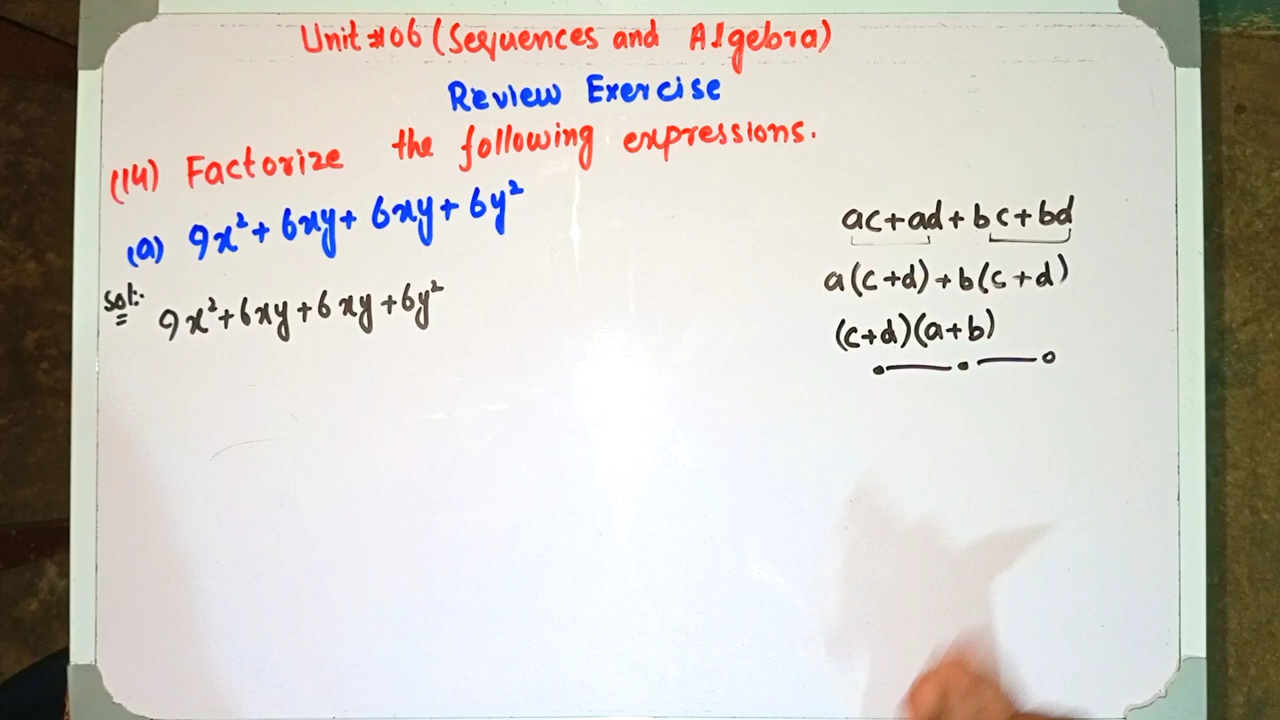 Unit #06 (Sequences and Algebra)
Review Exercise
(14) Factorize the following expressions.
(a) 9x² + 6xy + 6xy + 6y²
Sol:-
9x² + 6xy + 6xy + 6y²
ac + ad + bc + bd
a(c+d) + b(c+d)
(c+d)(a+b)